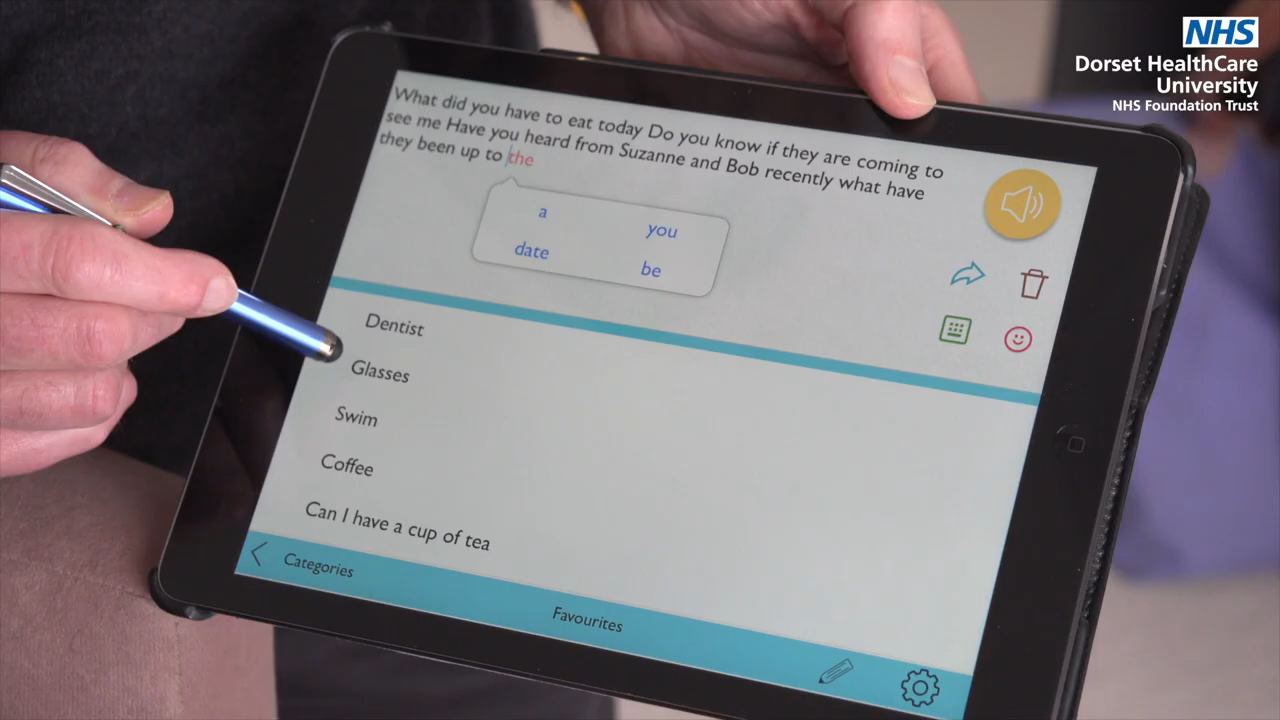 NHS
Dorset HealthCare
University
NHS Foundation Trust
What did you have to eat today Do you know if they are coming to
see me Have you heard from Suzanne and Bob recently what have
they been up to the
a
you
date
be
Dentist
Glasses
Swim
Coffee
Can I have a cup of tea
Categories
Favourites